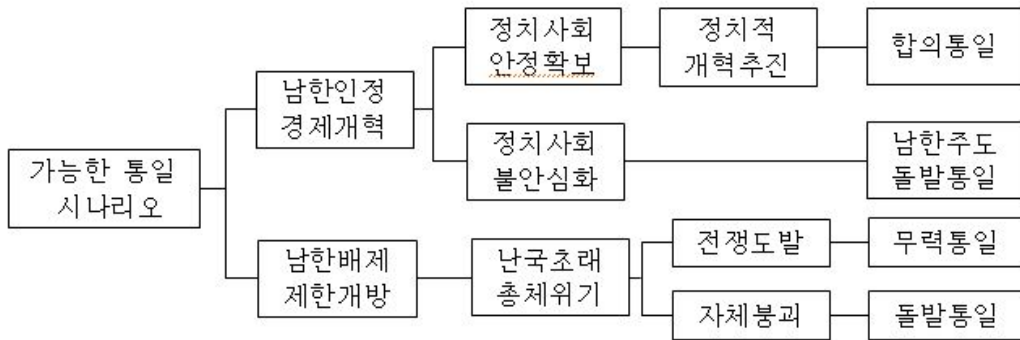 가능한 통일
시나리오
남한인정
경제개혁
정치사회
안정확보
정치적
개혁추진
합의통일
정치사회
불안심화
남한주도
돌발통일
남한배제
제한개방
난국초래
총체위기
전쟁도발
무력통일
자체붕괴
돌발통일